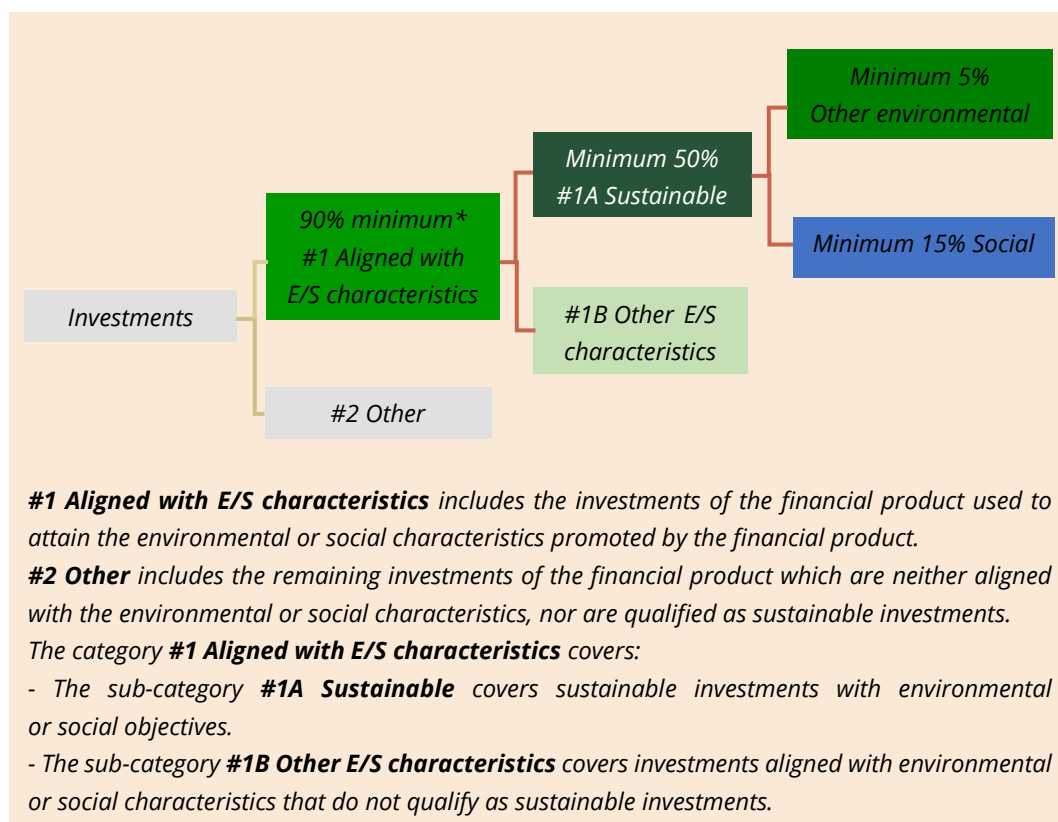 Minimum 5%
Other environmental
Minimum 50%
#1A Sustainable
90% minimum*
#1 Aligned with
E/S characteristics
Minimum 15% Social
Investments
#1B Other E/S
characteristics
#2 Other
#1 Aligned with E/S characteristics includes the investments of the financial product used to
attain the environmental or social characteristics promoted by the financial product.
#2 Other includes the remaining investments of the financial product which are neither aligned
with the environmental or social characteristics, nor are qualified as sustainable investments.
The category #1 Aligned with E/S characteristics covers:
- The sub-category #1A Sustainable covers sustainable investments with environmental
or social objectives.
- The sub-category #1B Other E/S characteristics covers investments aligned with environmental
or social characteristics that do not qualify as sustainable investments.